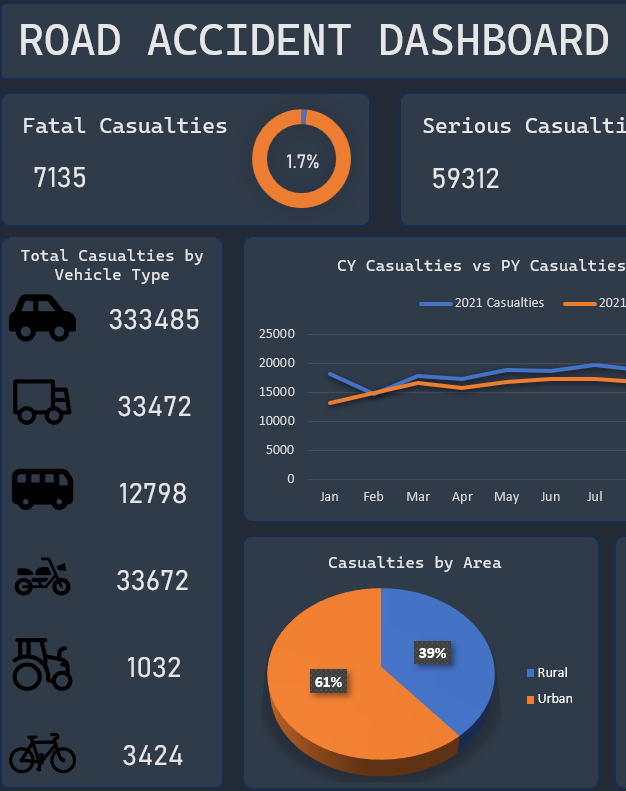 ROAD ACCIDENT DASHBOARD
Fatal Casualties
7135
1.7%
Serious Casualti
59312
Total Casualties by
Vehicle Type
333485
33472
12798
33672
1032
3424
CY Casualties vs PY Casualties
2021 Casualties
2021
25000
20000
15000
10000
5000
0
Jan Feb Mar Apr May Jun Jul
Casualties by Area
39%
61%
Rural
Urban